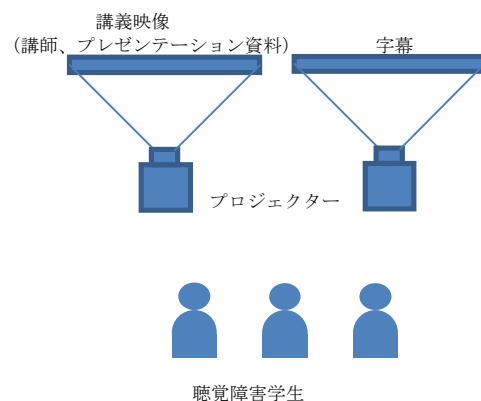 講義映像
（講師、プレゼンテーション資料）
字幕
プロジェクター
聴覚障害学生